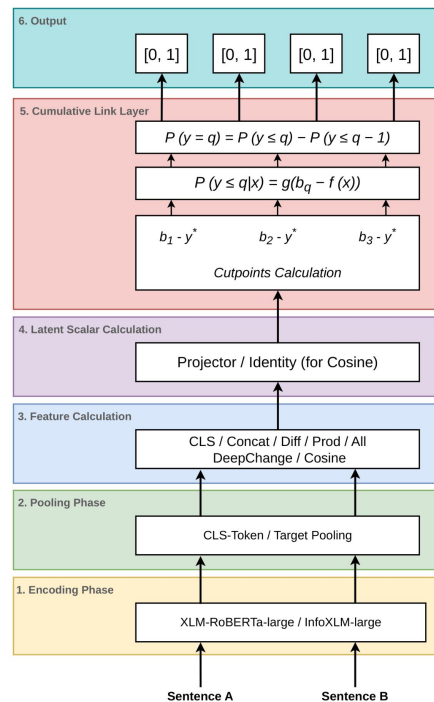 6. Output
[0, 1] [0, 1] [0, 1] [0, 1]
5. Cumulative Link Layer
P (y = q) = P (y ≤ q) − P (y ≤ q − 1)
P (y ≤ q|x) = g(b_q − f (x))
b_1 - y^* b_2 - y^* b_3 - y^*
Cutpoints Calculation
4. Latent Scalar Calculation
Projector / Identity (for Cosine)
3. Feature Calculation
CLS / Concat / Diff / Prod / All
DeepChange / Cosine
2. Pooling Phase
CLS-Token / Target Pooling
1. Encoding Phase
XLM-RoBERTa-large / InfoXLM-large
Sentence A Sentence B